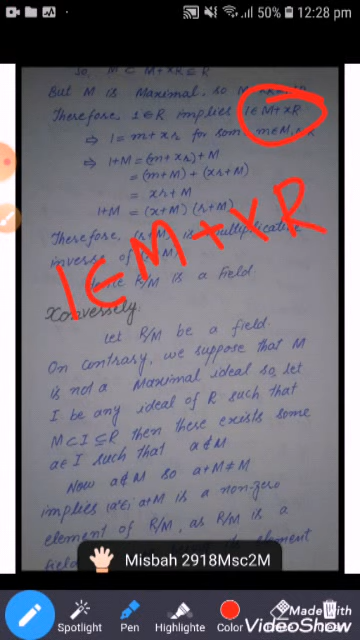 12:28 pm
50%
So, M ⊂ M+xR ⊆ R
But M is Maximal, so
Therefore 1∈R implies 1∈M+xR
⇒ 1 = m+xr for some m∈M,
⇒ 1+M = (m+xr)+M
= (m+M) + (xr+M)
= xr+M
1+M = (x+M) (r+M)
1∈M+XR
Therefore, (r+M) is multiplicative
inverse of
Hence R/M is a field.
Conversely
Let R/M be a field.
On contrary, we suppose that M
is not a Maximal ideal so, let
I be any ideal of R such that
M⊂I⊆R then there exists some
a∈I such that a∉M
Now a∉M so a+M≠M
implies a+M is a non-zero
element of R/M, as R/M is a
field
element
Misbah 2918Msc2M
Spotlight Pen Highlighte Color
Made with
VideoShow